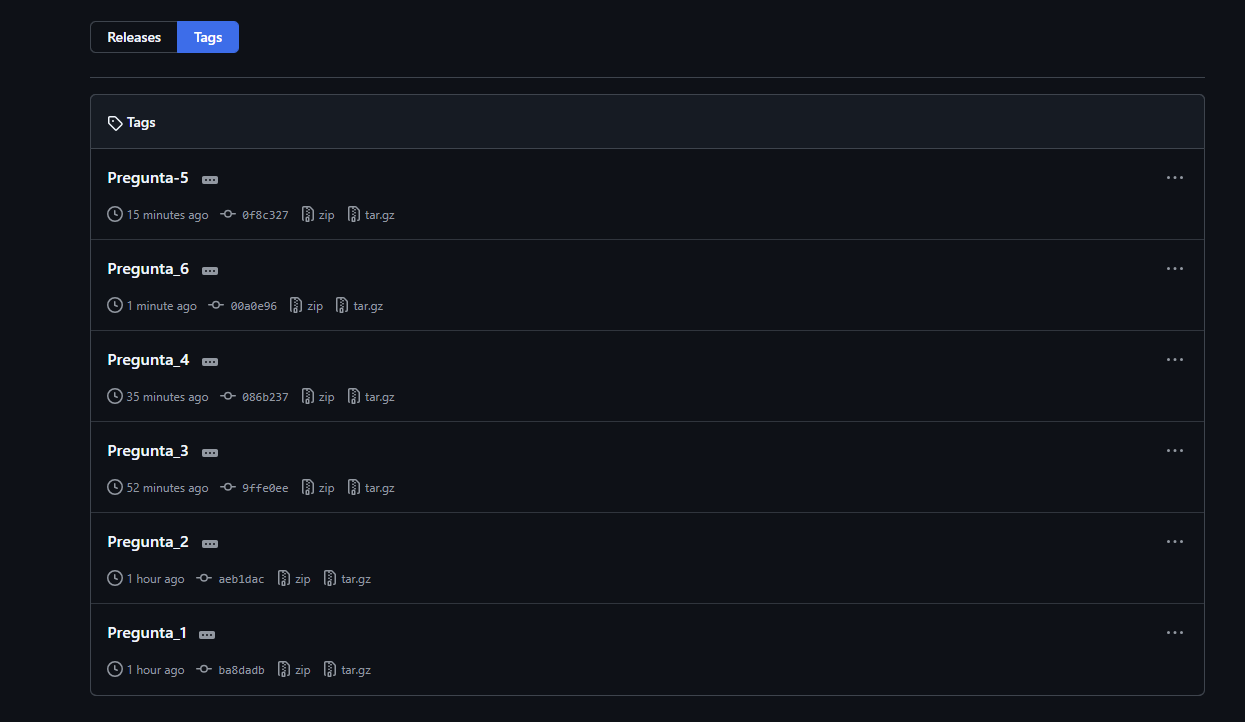 Releases Tags
Tags
Pregunta-5
15 minutes ago 0f8c327 zip tar.gz
Pregunta_6
1 minute ago 00a0e96 zip tar.gz
Pregunta_4
35 minutes ago 086b237 zip tar.gz
Pregunta_3
52 minutes ago 9ffe0ee zip tar.gz
Pregunta_2
1 hour ago aeb1dac zip tar.gz
Pregunta_1
1 hour ago ba8dadb zip tar.gz